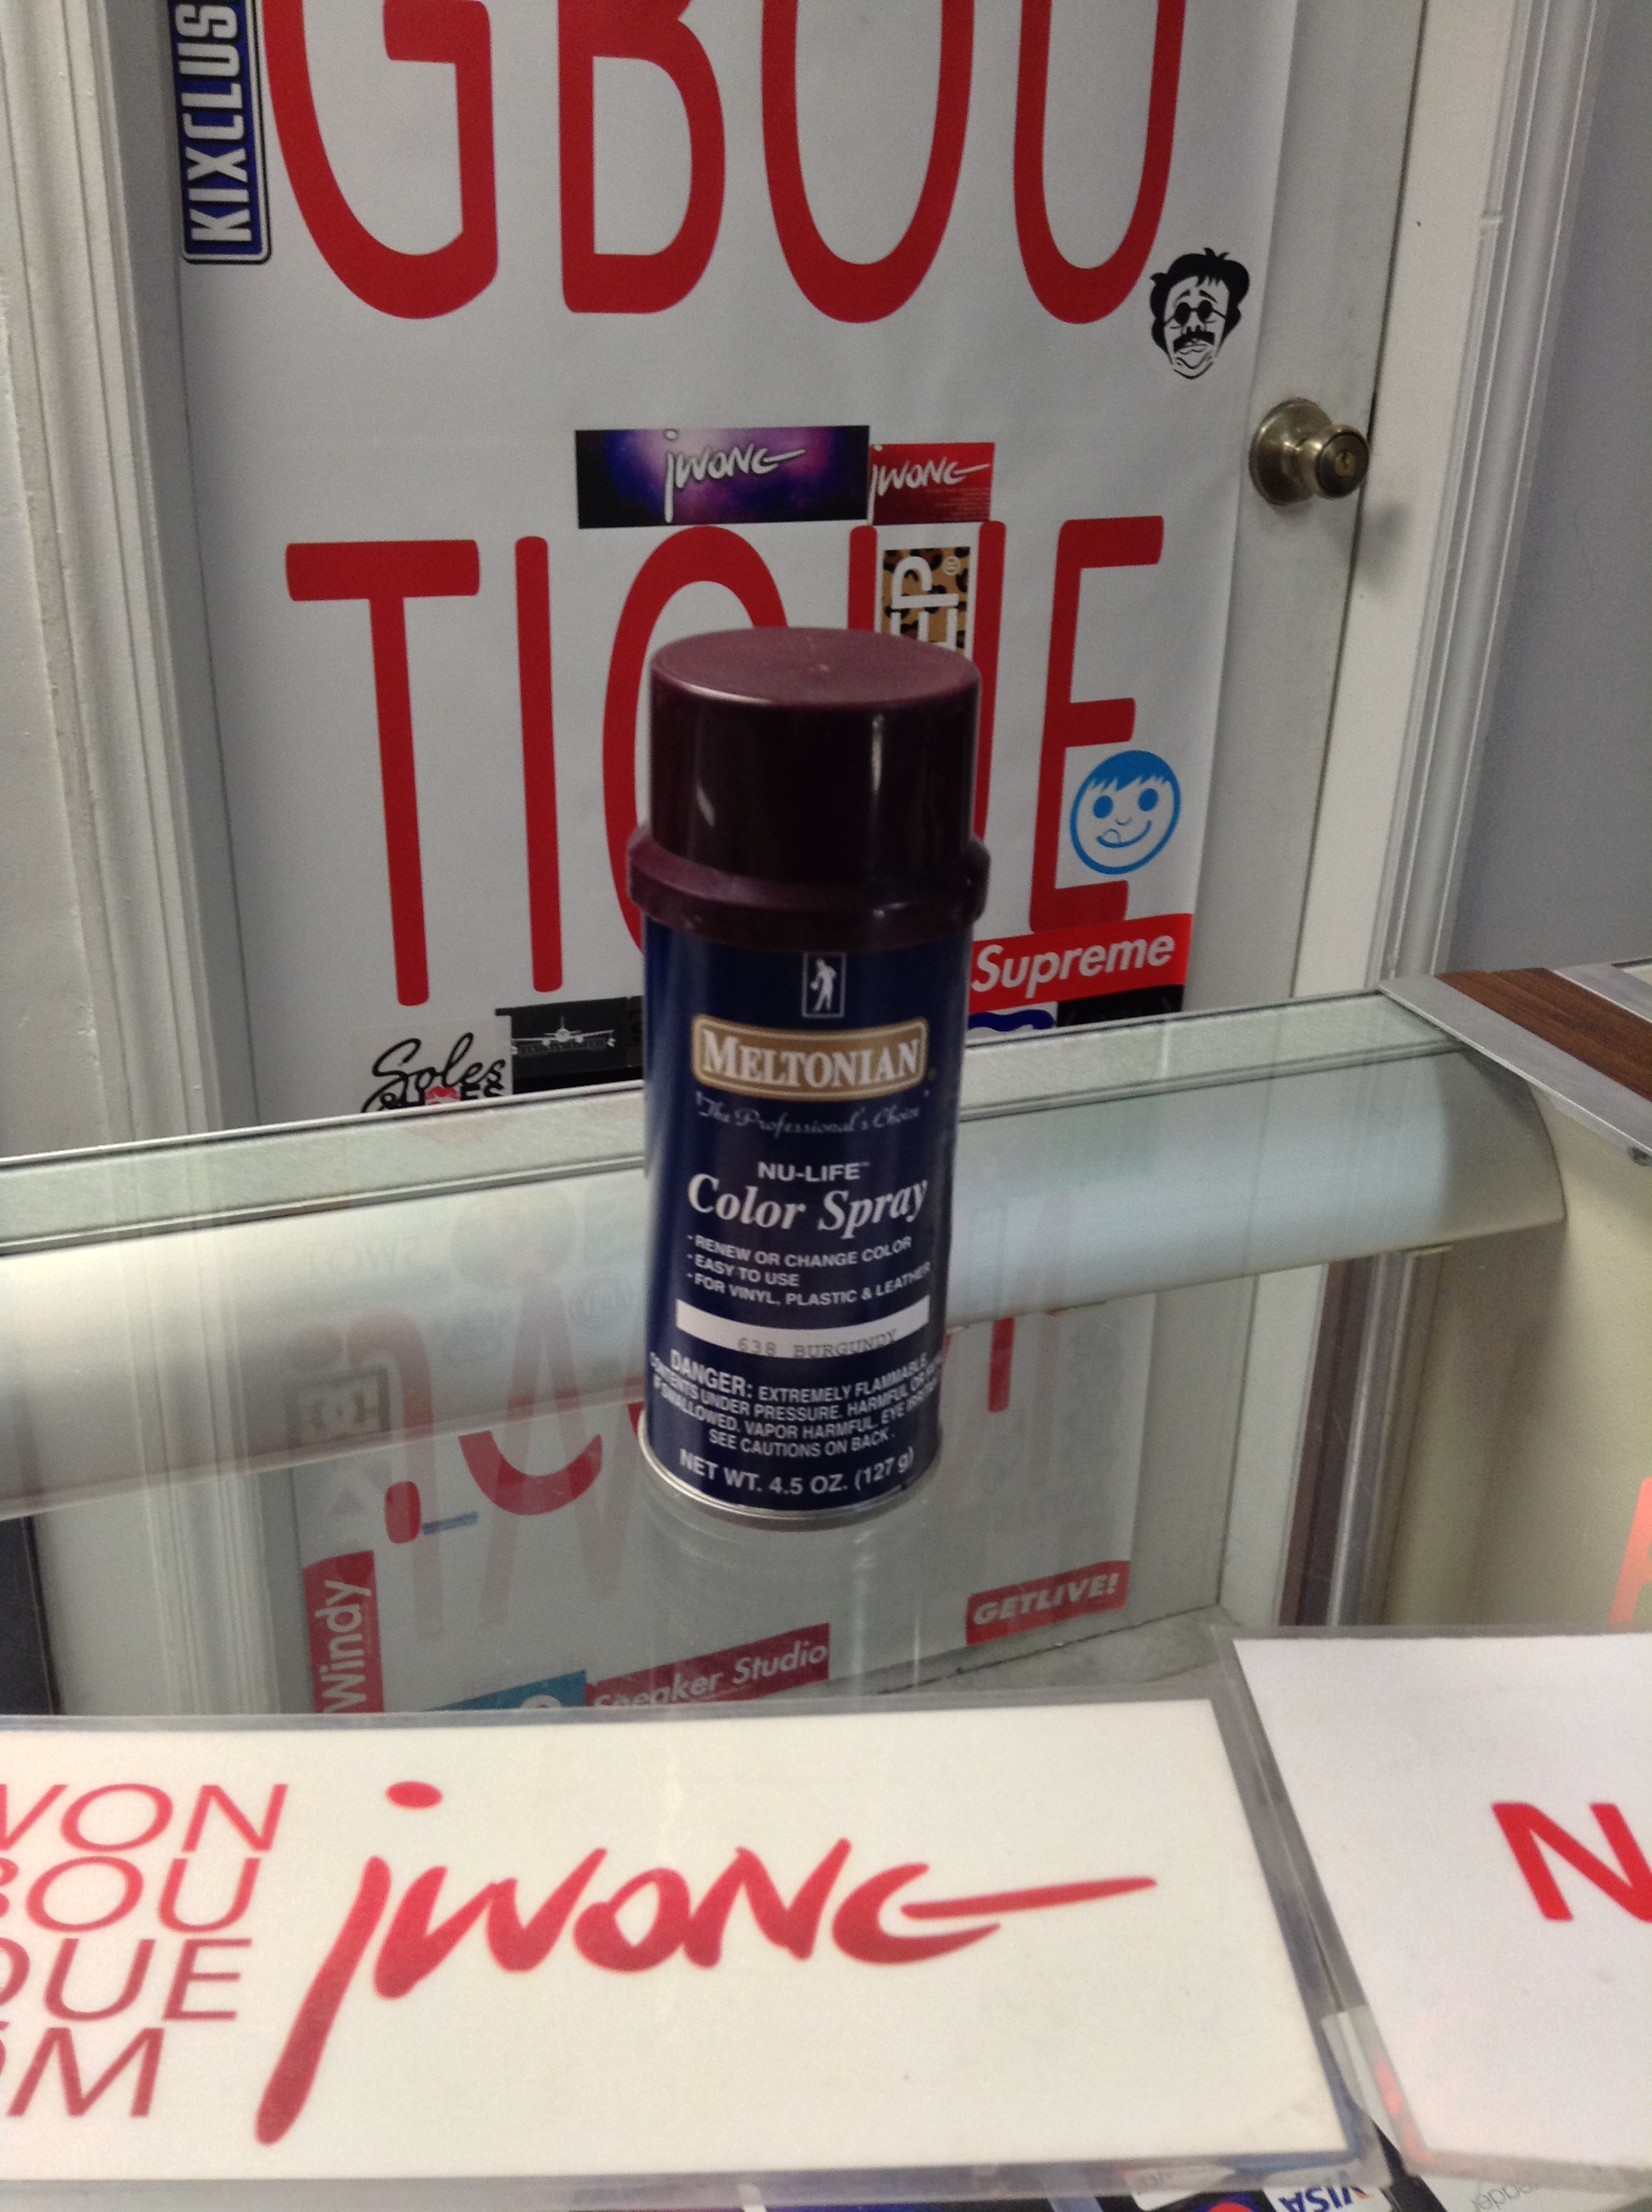 KIXCLUS
GBOU
jwong
jwong
TIQUE
Supreme
Soles
MELTONIAN
"The Professional's Choice"
NU-LIFE™
Color Spray
•RENEW OR CHANGE COLOR
•EASY TO USE
•FOR VINYL, PLASTIC & LEATHER
638 BURGUNDY
DANGER: EXTREMELY FLAMMABLE.
CONTENTS UNDER PRESSURE. HARMFUL OR FATAL
IF SWALLOWED. VAPOR HARMFUL. EYE
SEE CAUTIONS ON BACK.
NET WT. 4.5 OZ. (127 g)
GETLIVE!
Windy
Sneaker Studio
WON
BOU
QUE
OM
jwong
N
VISA